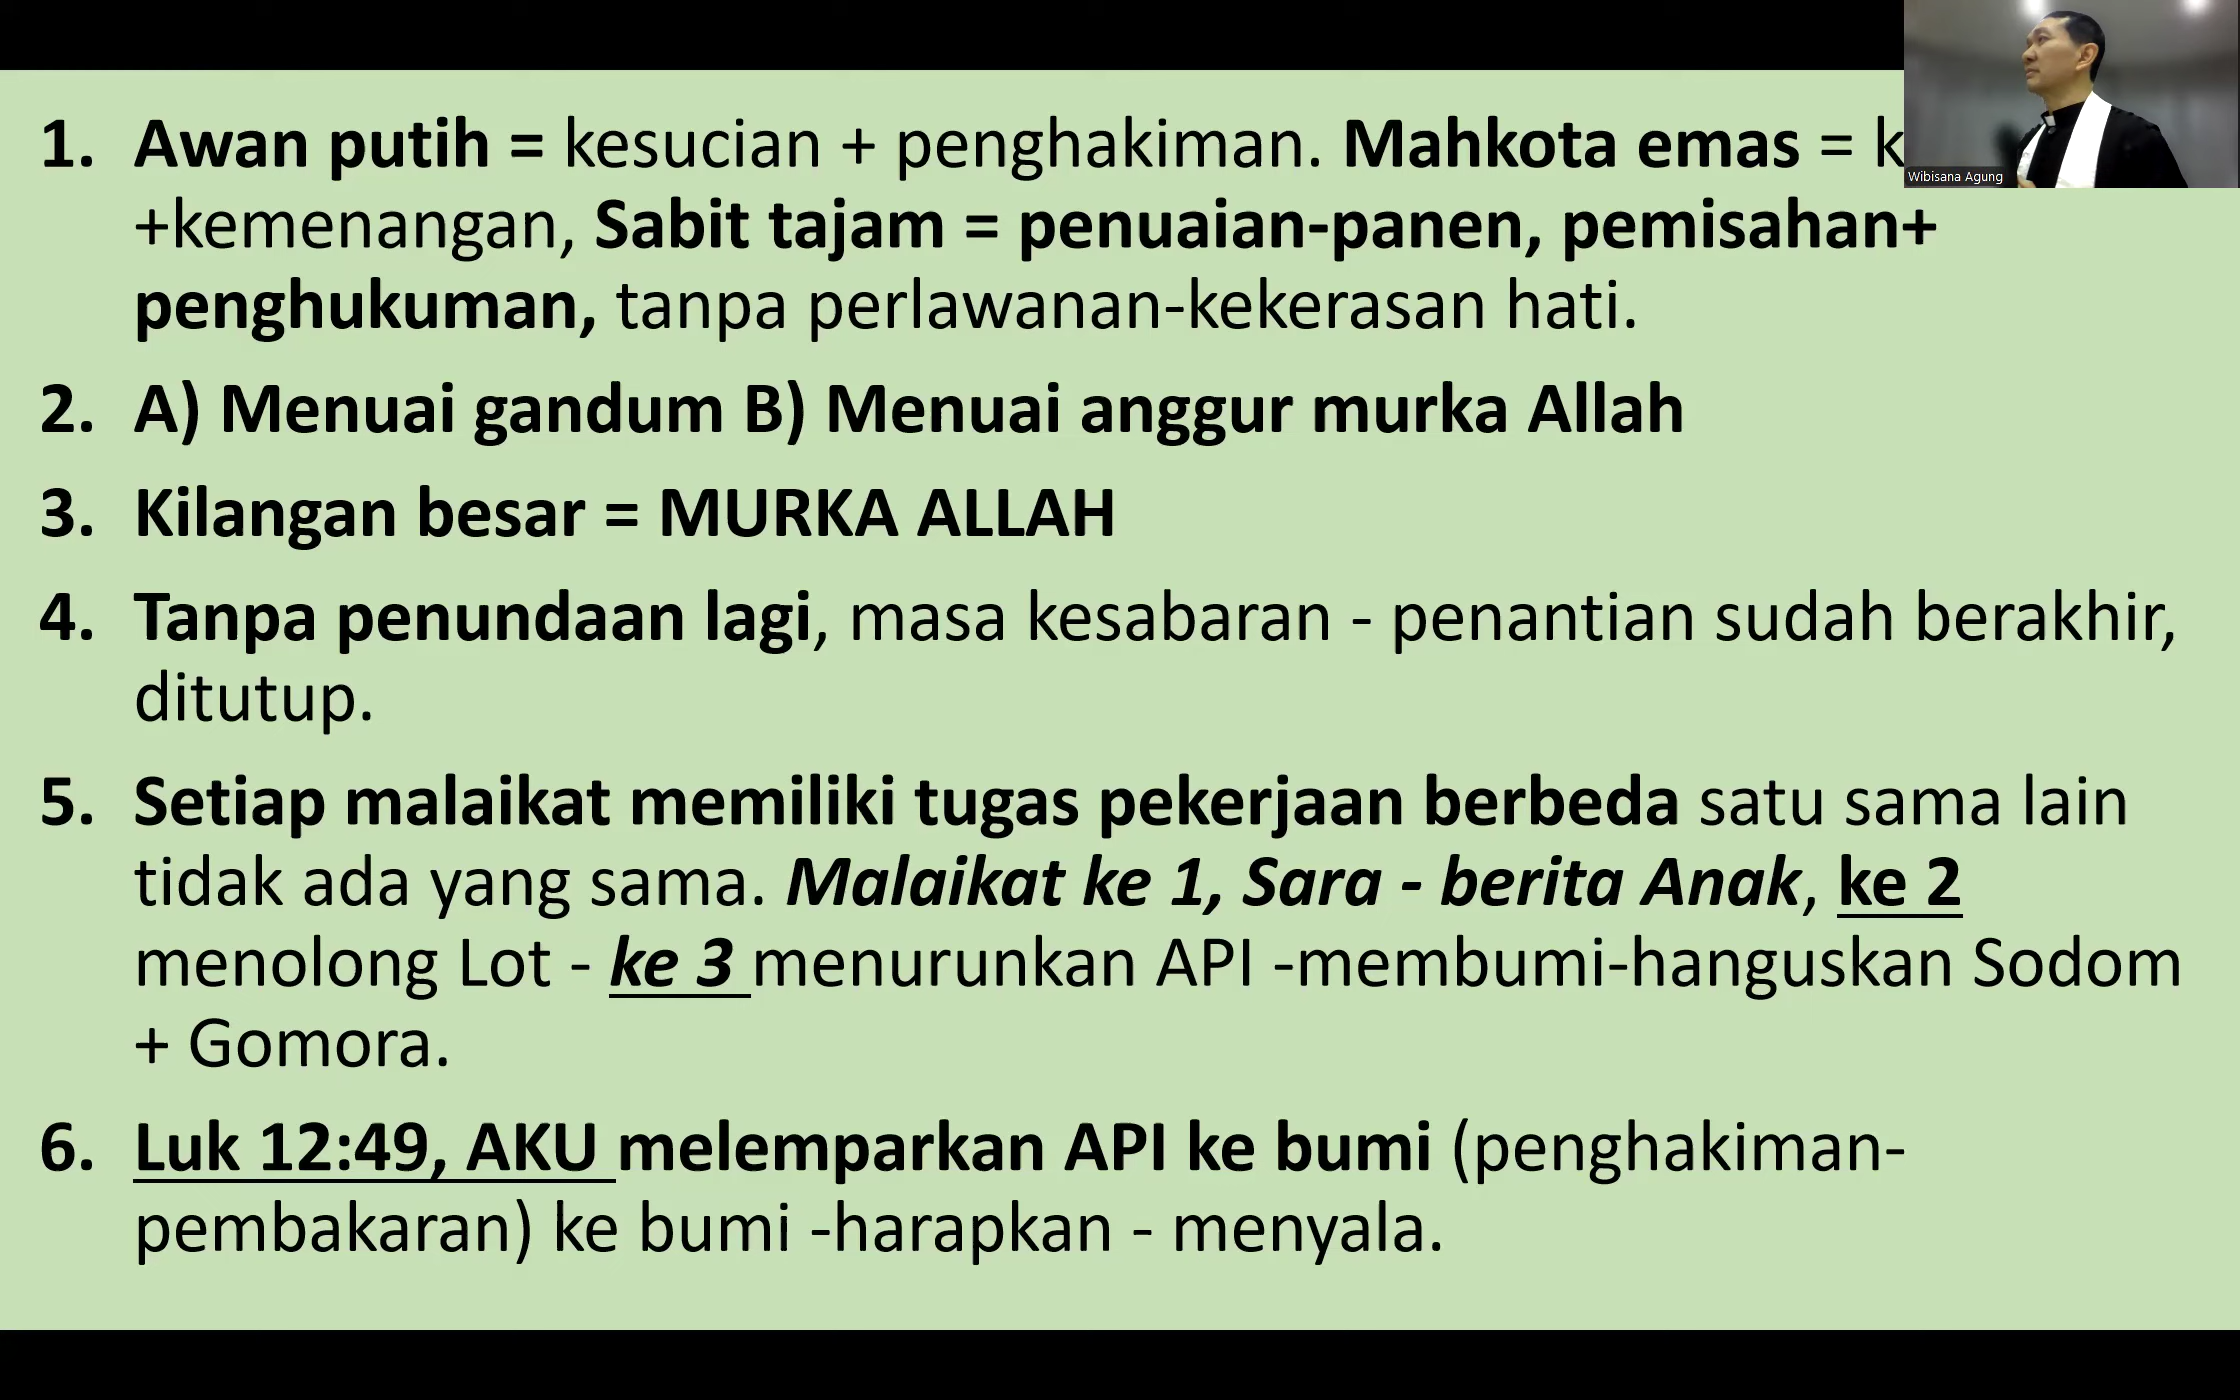 1. Awan putih = kesucian + penghakiman. Mahkota emas =
+kemenangan, Sabit tajam = penuaian-panen, pemisahan+
penghukuman, tanpa perlawanan-kekerasan hati.
2. A) Menuai gandum B) Menuai anggur murka Allah
3. Kilangan besar = MURKA ALLAH
4. Tanpa penundaan lagi, masa kesabaran - penantian sudah berakhir,
ditutup.
5. Setiap malaikat memiliki tugas pekerjaan berbeda satu sama lain
tidak ada yang sama. Malaikat ke 1, Sara - berita Anak, ke 2
menolong Lot - ke 3 menurunkan API -membumi-hanguskan Sodom
+ Gomora.
6. Luk 12:49, AKU melemparkan API ke bumi (penghakiman-
pembakaran) ke bumi -harapkan - menyala.
Wibisana Agung